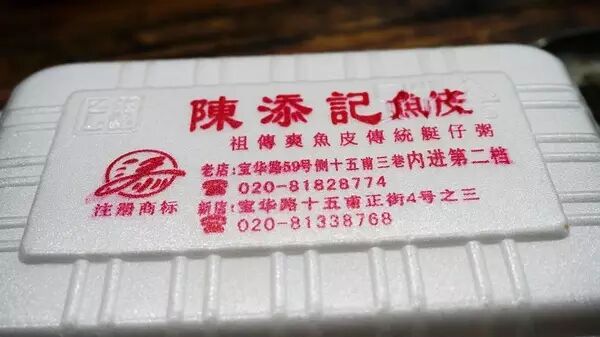 陳添記魚皮
祖傳爽魚皮傳統艇仔粥
老店:宝华路59号侧十五甫三巷内进第二档
☎020-81828774
注册商标
新店:宝华路十五甫正街4号之三
☎020-81338768